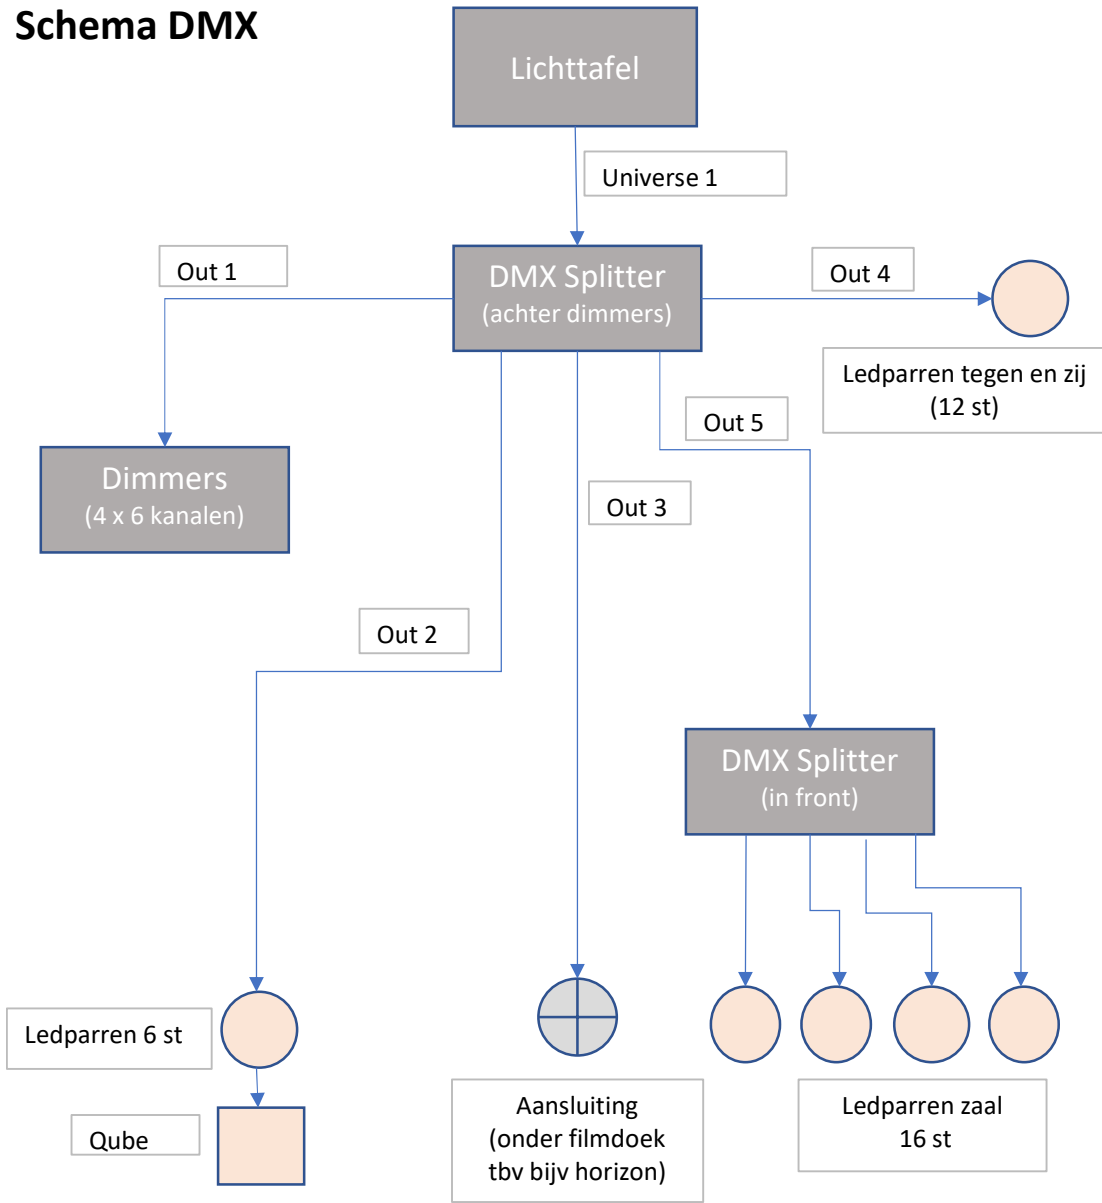 Schema DMX
Lichttafel
Universe 1
Out 1
DMX Splitter
(achter dimmers)
Out 4
Ledparren tegen en zij
(12 st)
Out 5
Dimmers
(4 x 6 kanalen)
Out 3
Out 2
DMX Splitter
(in front)
Ledparren 6 st
Qube
Aansluiting
(onder filmdoek
tbv bijv horizon)
Ledparren zaal
16 st